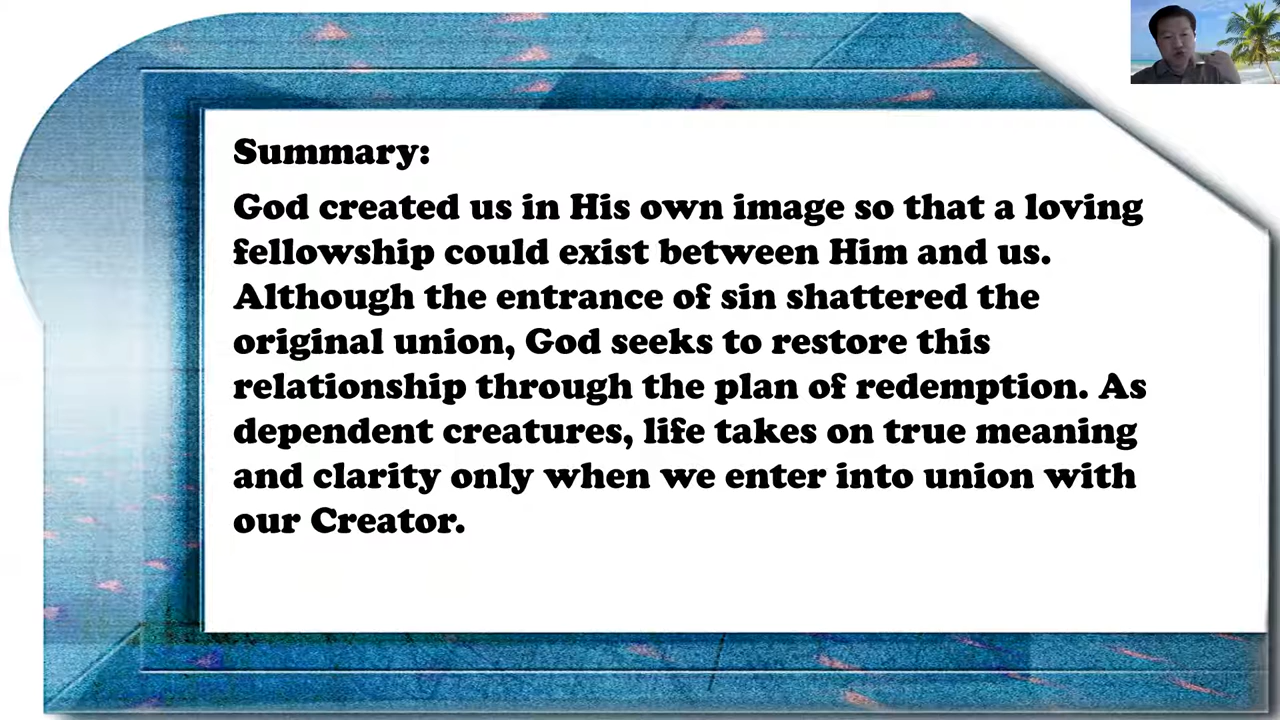 Summary:
God created us in His own image so that a loving
fellowship could exist between Him and us.
Although the entrance of sin shattered the
original union, God seeks to restore this
relationship through the plan of redemption. As
dependent creatures, life takes on true meaning
and clarity only when we enter into union with
our Creator.